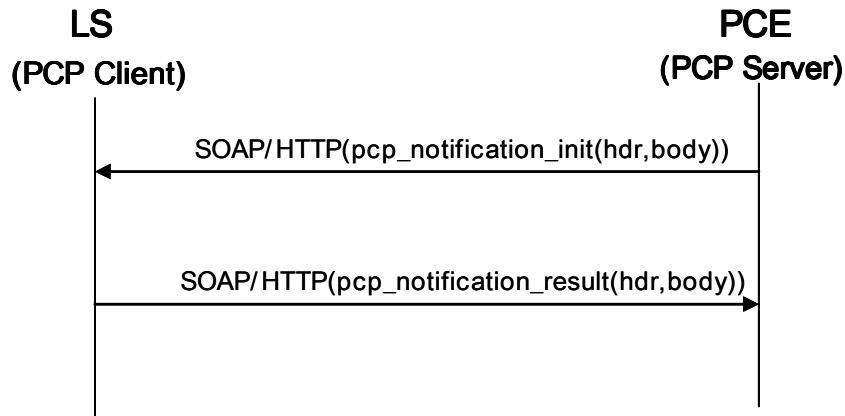 LS
(PCP Client)
PCE
(PCP Server)
SOAP/HTTP(pcp_notification_init(hdr,body))
SOAP/HTTP(pcp_notification_result(hdr,body))